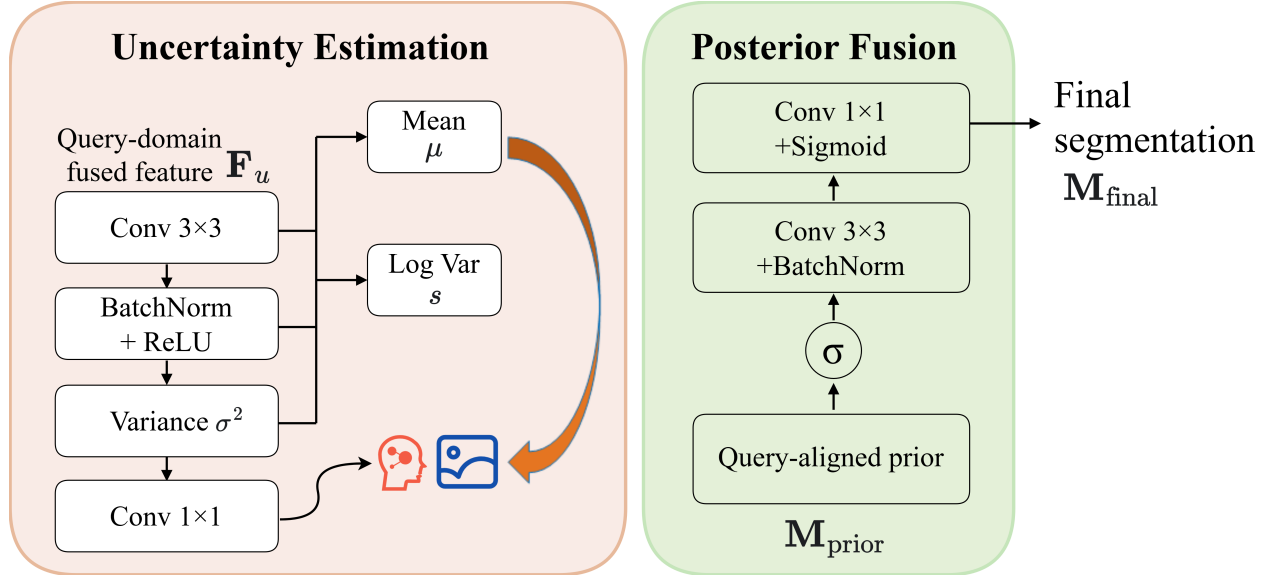 Uncertainty Estimation
Query-domain
fused feature F_u
Conv 3×3
BatchNorm
+ ReLU
Variance σ²
Conv 1×1
Mean
μ
Log Var
s
Posterior Fusion
Conv 1×1
+Sigmoid
Conv 3×3
+BatchNorm
σ
Query-aligned prior
M_prior
Final
segmentation
M_final